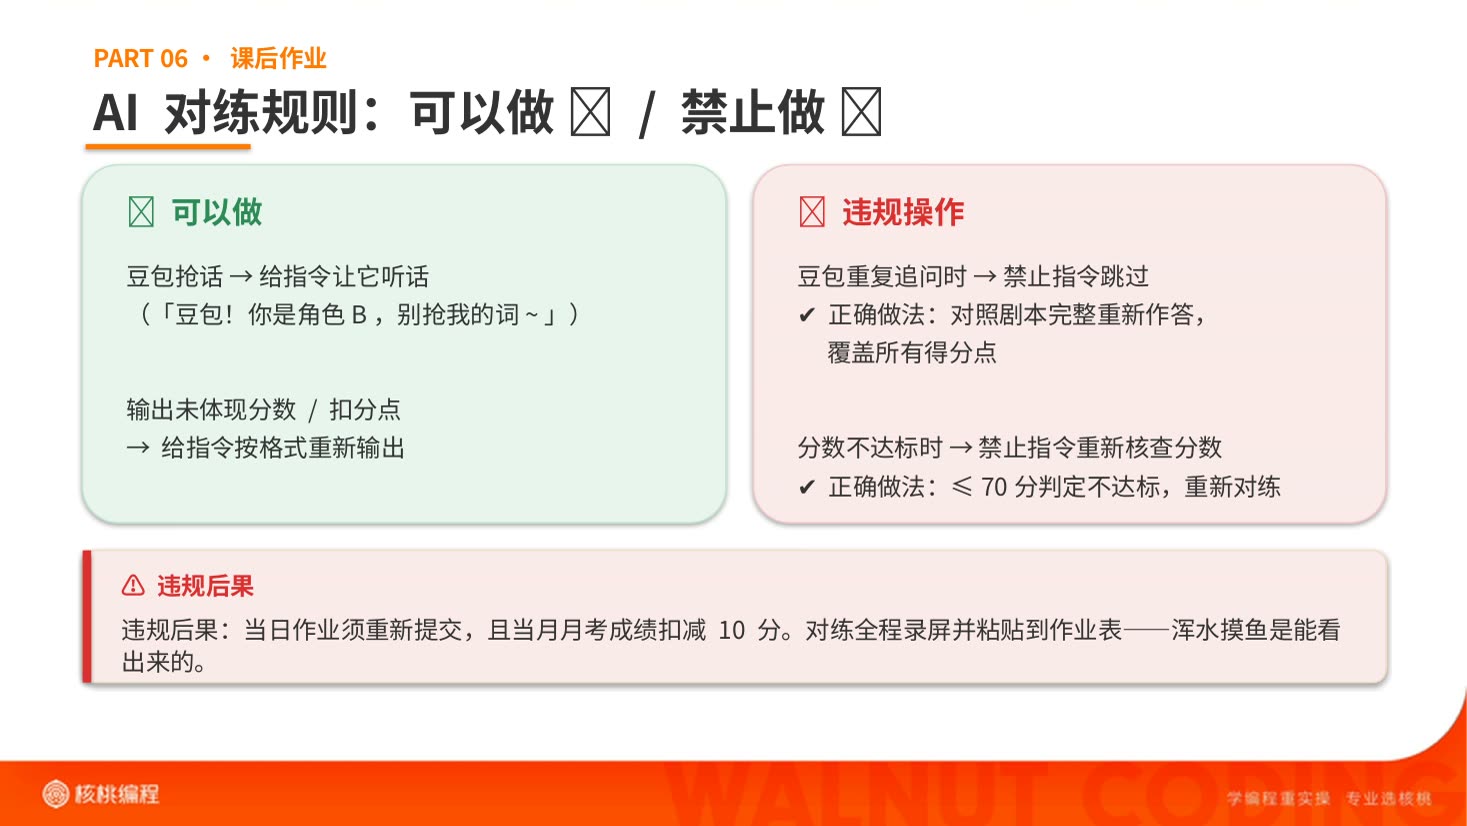 PART 06 · 课后作业
AI 对练规则：可以做 / 禁止做
可以做
豆包抢话 → 给指令让它听话
（「豆包！你是角色 B ，别抢我的词 ~ 」）
输出未体现分数 / 扣分点
→ 给指令按格式重新输出
违规操作
豆包重复追问时 → 禁止指令跳过
✔ 正确做法：对照剧本完整重新作答，
覆盖所有得分点
分数不达标时 → 禁止指令重新核查分数
✔ 正确做法：≤ 70 分判定不达标，重新对练
⚠ 违规后果
违规后果：当日作业须重新提交，且当月月考成绩扣减 10 分。对练全程录屏并粘贴到作业表——浑水摸鱼是能看
出来的。
核桃编程
WALNUT CODING
学编程重实操 专业选核桃